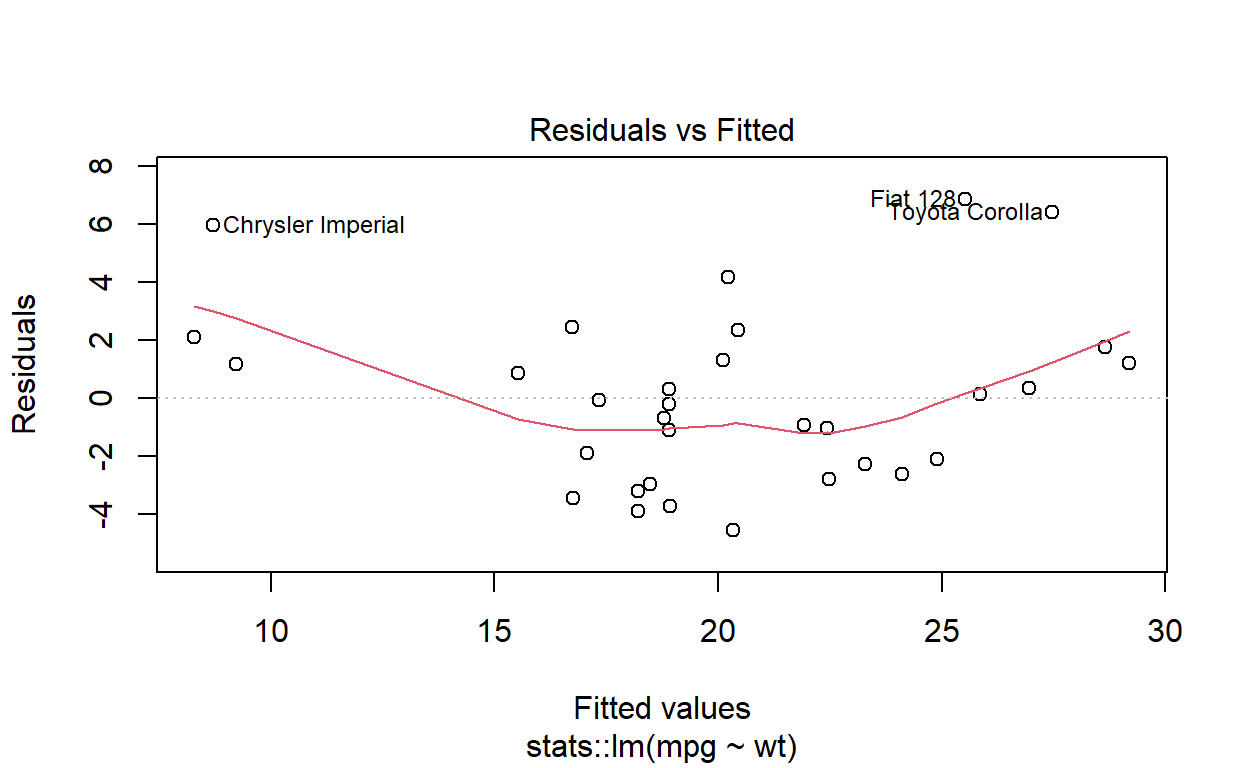 Residuals vs Fitted
Residuals
8
6
4
2
0
-2
-4
Fiat 128
Toyota Corolla
Chrysler Imperial
10 15 20 25 30
Fitted values
stats::lm(mpg ~ wt)